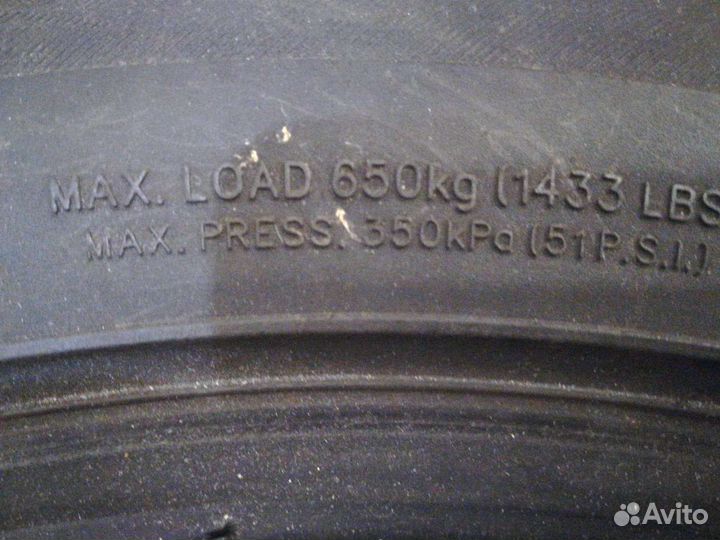 MAX. LOAD 650kg (1433 LBS
MAX. PRESS. 350kPa (51P.S.I.)
Avito